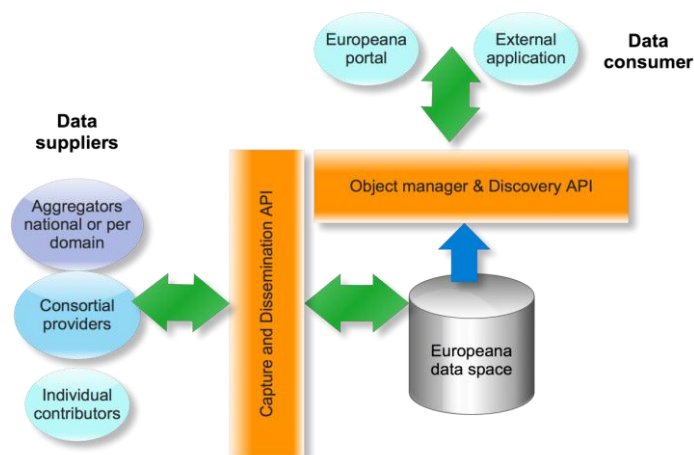 Europeana
portal
External
application
Data
consumer
Data
suppliers
Aggregators
national or per
domain
Consortial
providers
Individual
contributors
Capture and Dissemination API
Object manager & Discovery API
Europeana
data space